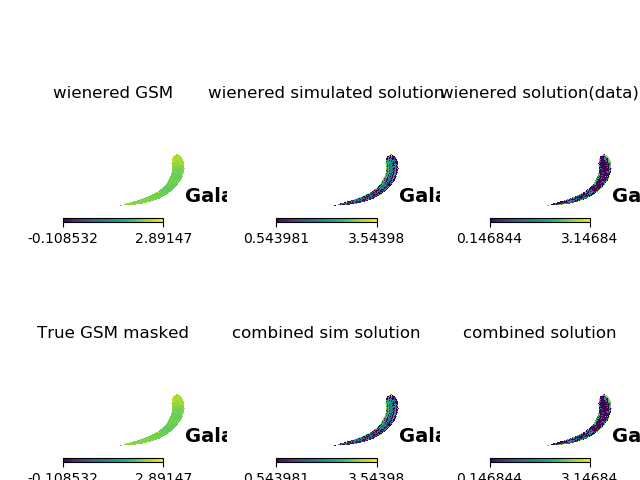 wienered GSM
wienered simulated solution
wienered solution(data)
Gala
Gala
Ga
-0.108532 2.89147
0.543981 3.54398
0.146844 3.14684
True GSM masked
combined sim solution
combined solution
Gala
Gala
Ga
-0.108532 2.89147
0.543981 3.54398
0.146844 3.14684